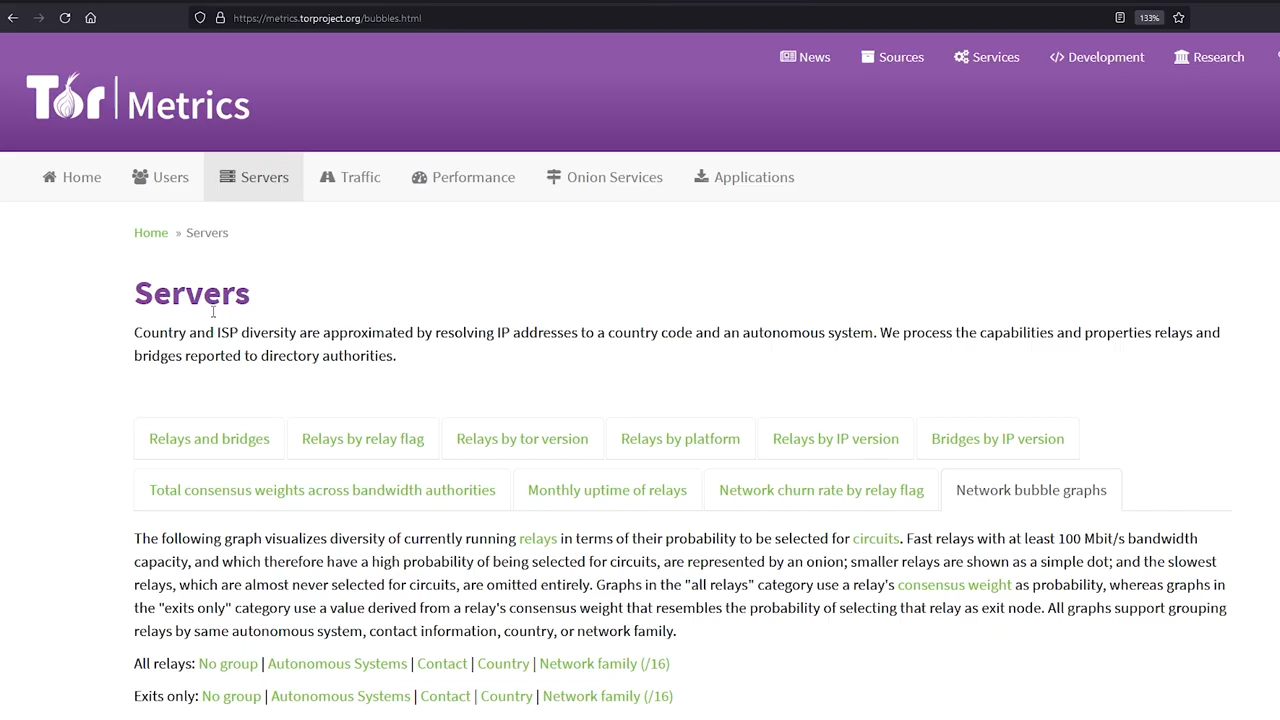 https://metrics.torproject.org/bubbles.html
133%
News
Sources
Services
Development
Research
Tor | Metrics
Home
Users
Servers
Traffic
Performance
Onion Services
Applications
Home » Servers
Servers
Country and ISP diversity are approximated by resolving IP addresses to a country code and an autonomous system. We process the capabilities and properties relays and
bridges reported to directory authorities.
Relays and bridges
Relays by relay flag
Relays by tor version
Relays by platform
Relays by IP version
Bridges by IP version
Total consensus weights across bandwidth authorities
Monthly uptime of relays
Network churn rate by relay flag
Network bubble graphs
The following graph visualizes diversity of currently running relays in terms of their probability to be selected for circuits. Fast relays with at least 100 Mbit/s bandwidth
capacity, and which therefore have a high probability of being selected for circuits, are represented by an onion; smaller relays are shown as a simple dot; and the slowest
relays, which are almost never selected for circuits, are omitted entirely. Graphs in the "all relays" category use a relay's consensus weight as probability, whereas graphs in
the "exits only" category use a value derived from a relay's consensus weight that resembles the probability of selecting that relay as exit node. All graphs support grouping
relays by same autonomous system, contact information, country, or network family.
All relays: No group | Autonomous Systems | Contact | Country | Network family (/16)
Exits only: No group | Autonomous Systems | Contact | Country | Network family (/16)